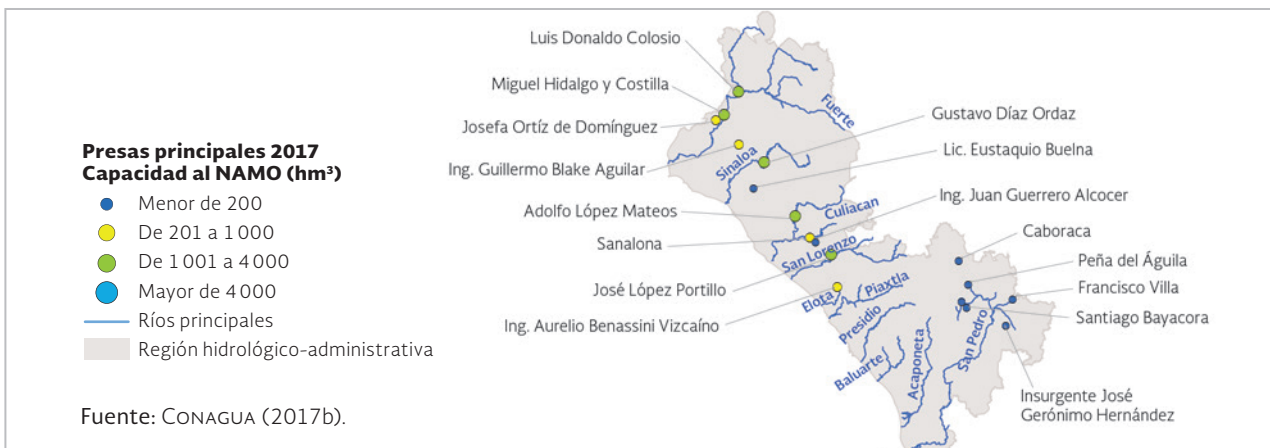 Presas principales 2017
Capacidad al NAMO (hm³)
Menor de 200
De 201 a 1 000
De 1 001 a 4 000
Mayor de 4 000
Ríos principales
Región hidrológico-administrativa
Fuente: CONAGUA (2017b).
Luis Donaldo Colosio
Miguel Hidalgo y Costilla
Josefa Ortíz de Domínguez
Ing. Guillermo Blake Aguilar
Adolfo López Mateos
Sanalona
José López Portillo
Ing. Aurelio Benassini Vizcaíno
Fuerte
Sinaloa
Culiacan
San Lorenzo
Piaxtla
Elota
Presidio
Baluarte
Acaponeta
San Pedro
Gustavo Díaz Ordaz
Lic. Eustaquio Buelna
Ing. Juan Guerrero Alcocer
Caboraca
Peña del Águila
Francisco Villa
Santiago Bayacora
Insurgente José
Gerónimo Hernández